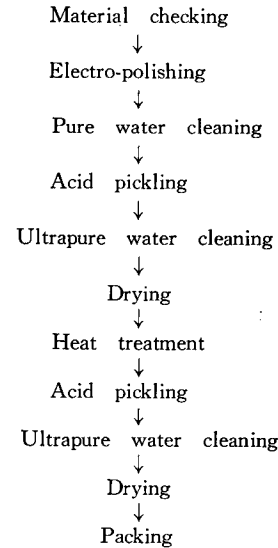 Material checking
↓
Electro-polishing
↓
Pure water cleaning
↓
Acid pickling
↓
Ultrapure water cleaning
↓
Drying
↓
Heat treatment
↓
Acid pickling
↓
Ultrapure water cleaning
↓
Drying
↓
Packing